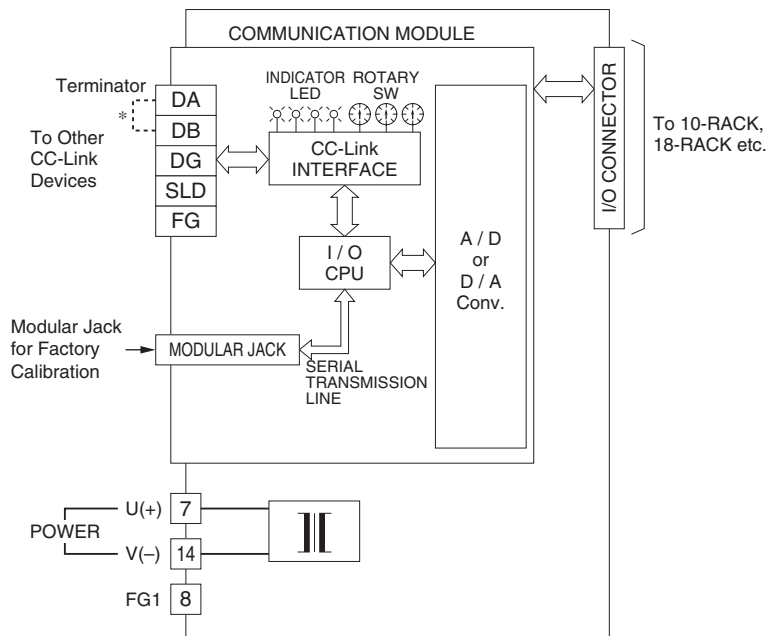 COMMUNICATION MODULE
INDICATOR
LED
ROTARY
SW
Terminator
*
DA
DB
DG
SLD
FG
To Other
CC-Link
Devices
CC-Link
INTERFACE
I / O
CPU
A / D
or
D / A
Conv.
I/O CONNECTOR
To 10-RACK,
18-RACK etc.
Modular Jack
for Factory
Calibration
MODULAR JACK
SERIAL
TRANSMISSION
LINE
POWER
U(+)
7
V(–)
14
FG1
8